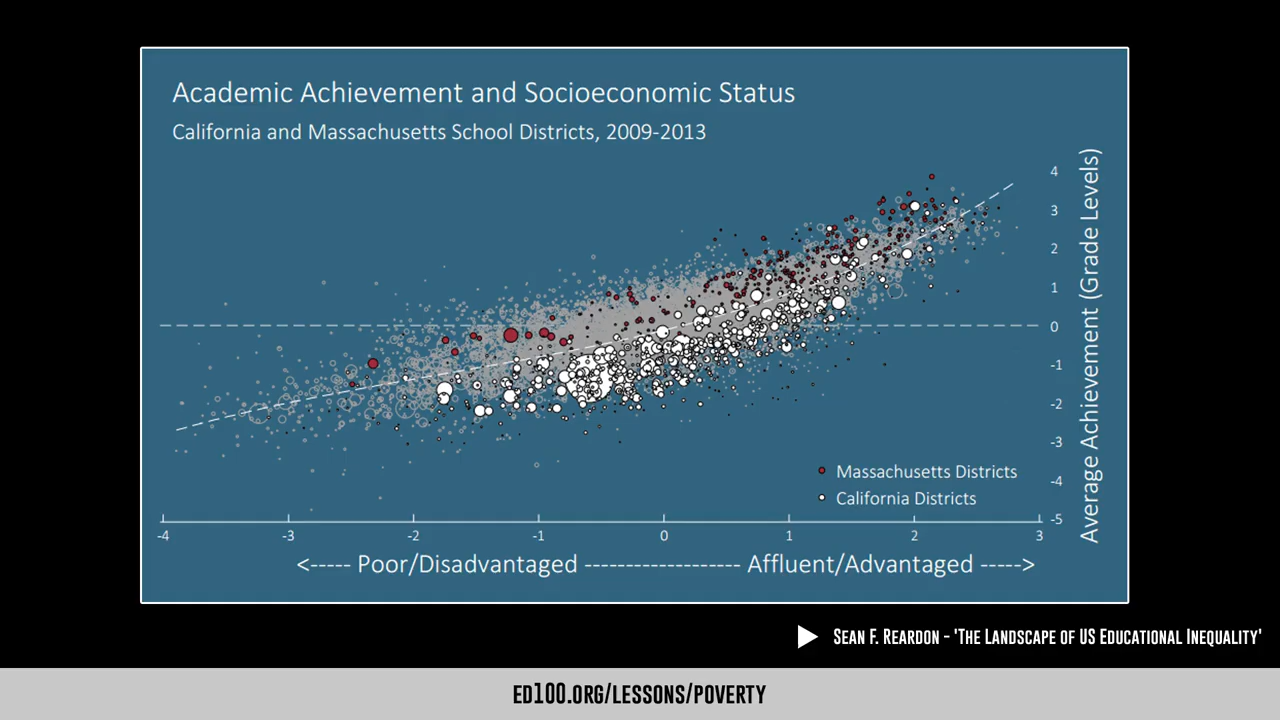 Academic Achievement and Socioeconomic Status
California and Massachusetts School Districts, 2009-2013
4
3
2
1
0
-1
-2
-3
-4
-5
Average Achievement (Grade Levels)
Massachusetts Districts
California Districts
-4 -3 -2 -1 0 1 2 3
<----- Poor/Disadvantaged ------------------- Affluent/Advantaged ----->
SEAN F. REARDON - 'THE LANDSCAPE OF US EDUCATIONAL INEQUALITY'
ED100.ORG/LESSONS/POVERTY